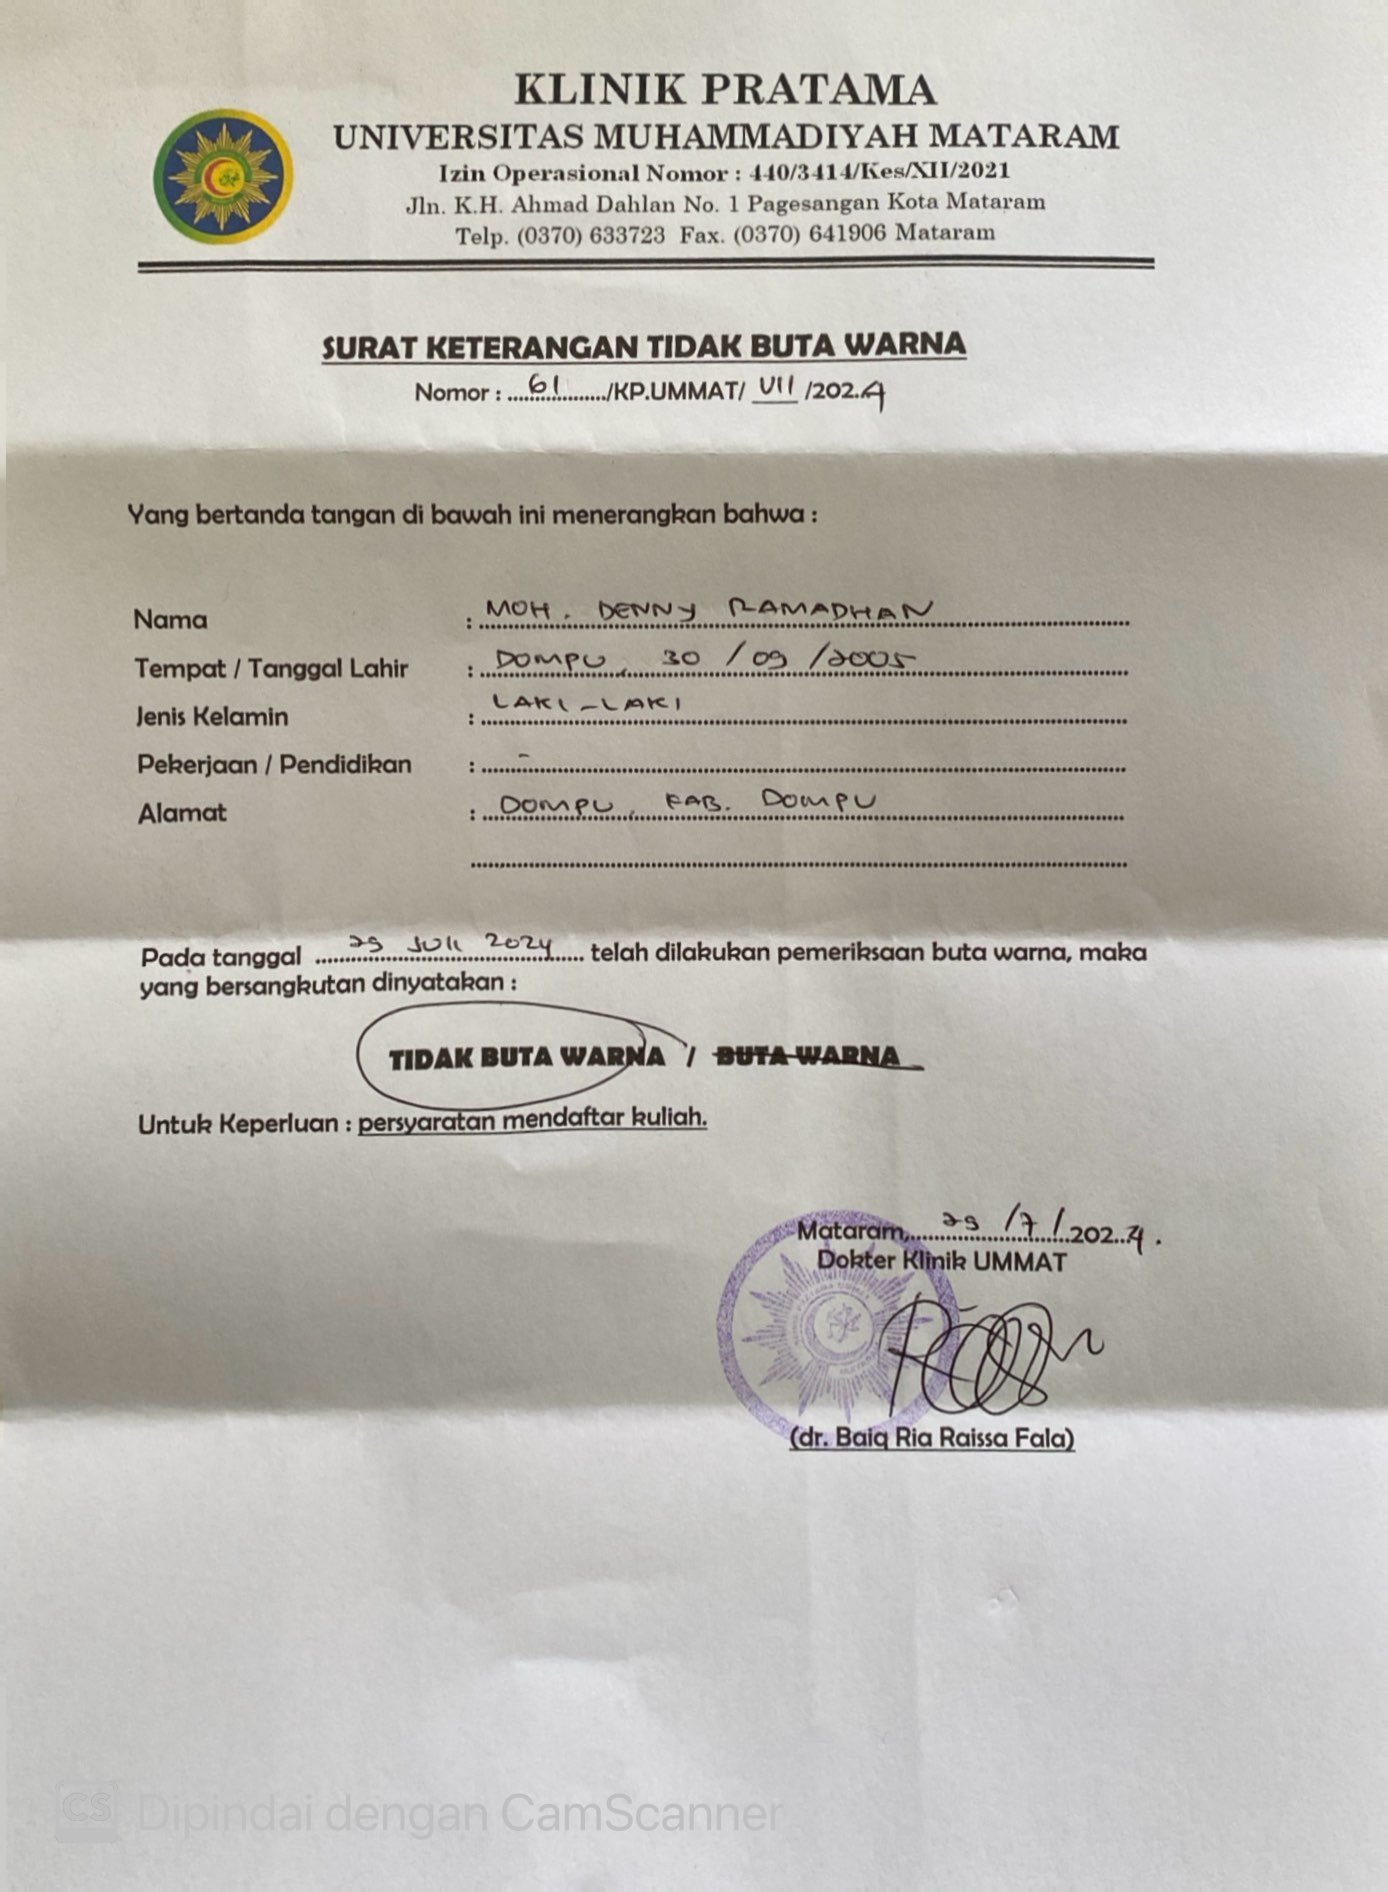 KLINIK PRATAMA
UNIVERSITAS MUHAMMADIYAH MATARAM
Izin Operasional Nomor : 440/3414/Kes/XII/2021
Jln. K.H. Ahmad Dahlan No. 1 Pagesangan Kota Mataram
Telp. (0370) 633723 Fax. (0370) 641906 Mataram
SURAT KETERANGAN TIDAK BUTA WARNA
Nomor : 61 /KP.UMMAT/ VII /2024
Yang bertanda tangan di bawah ini menerangkan bahwa :
Nama : MOH. DENNY RAMADHAN
Tempat / Tanggal Lahir : DOMPU, 30 / 09 / 2005
Jenis Kelamin : LAKI-LAKI
Pekerjaan / Pendidikan : -
Alamat : DOMPU, KAB. DOMPU
Pada tanggal 29 JULI 2024 telah dilakukan pemeriksaan buta warna, maka
yang bersangkutan dinyatakan :
TIDAK BUTA WARNA / BUTA WARNA
Untuk Keperluan : persyaratan mendaftar kuliah.
Mataram, 29 / 7 / 2024.
Dokter Klinik UMMAT
(dr. Baiq Ria Raissa Fala)
CS Dipindai dengan CamScanner